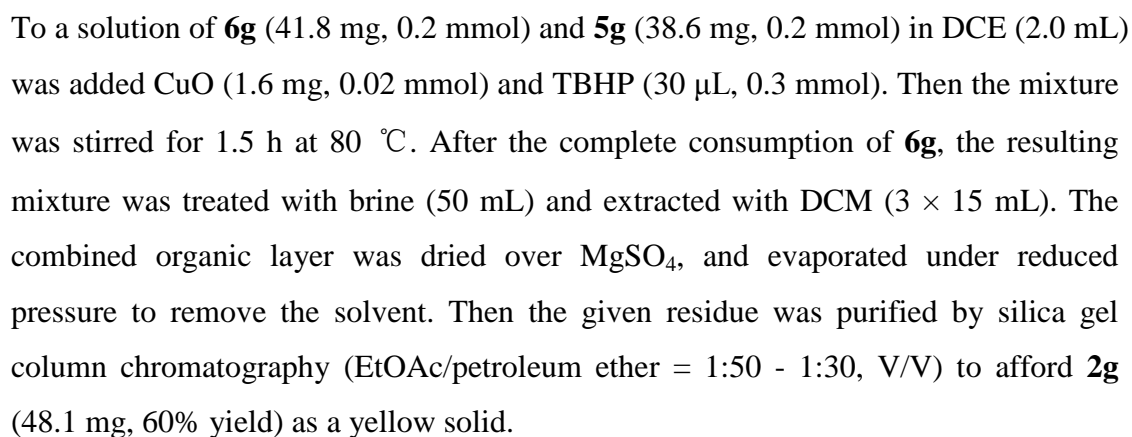 To a solution of 6g (41.8 mg, 0.2 mmol) and 5g (38.6 mg, 0.2 mmol) in DCE (2.0 mL)
was added CuO (1.6 mg, 0.02 mmol) and TBHP (30 μL, 0.3 mmol). Then the mixture
was stirred for 1.5 h at 80 ℃. After the complete consumption of 6g, the resulting
mixture was treated with brine (50 mL) and extracted with DCM (3 × 15 mL). The
combined organic layer was dried over MgSO₄, and evaporated under reduced
pressure to remove the solvent. Then the given residue was purified by silica gel
column chromatography (EtOAc/petroleum ether = 1:50 - 1:30, V/V) to afford 2g
(48.1 mg, 60% yield) as a yellow solid.